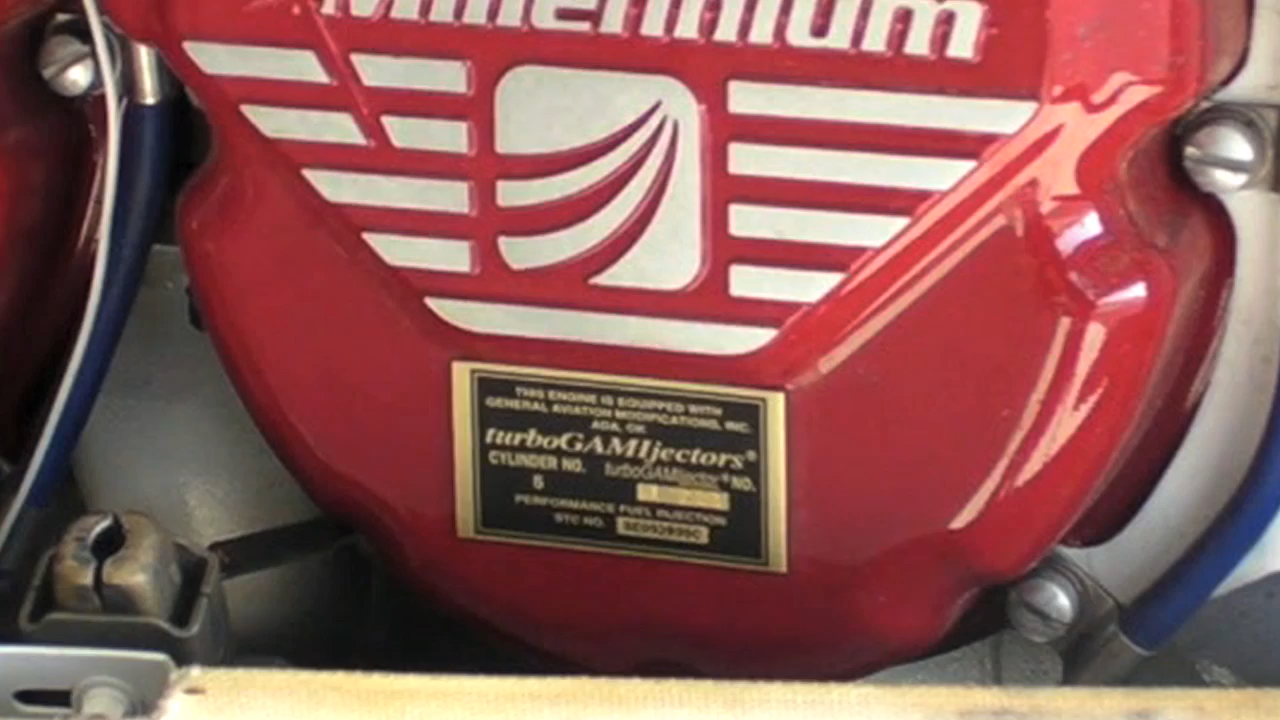 Millennium
THIS ENGINE IS EQUIPPED WITH
GENERAL AVIATION MODIFICATIONS, INC.
ADA, OK
turboGAMIjectors®
CYLINDER NO. turboGAMIjector® NO.
6
PERFORMANCE FUEL INJECTION
STC NO.